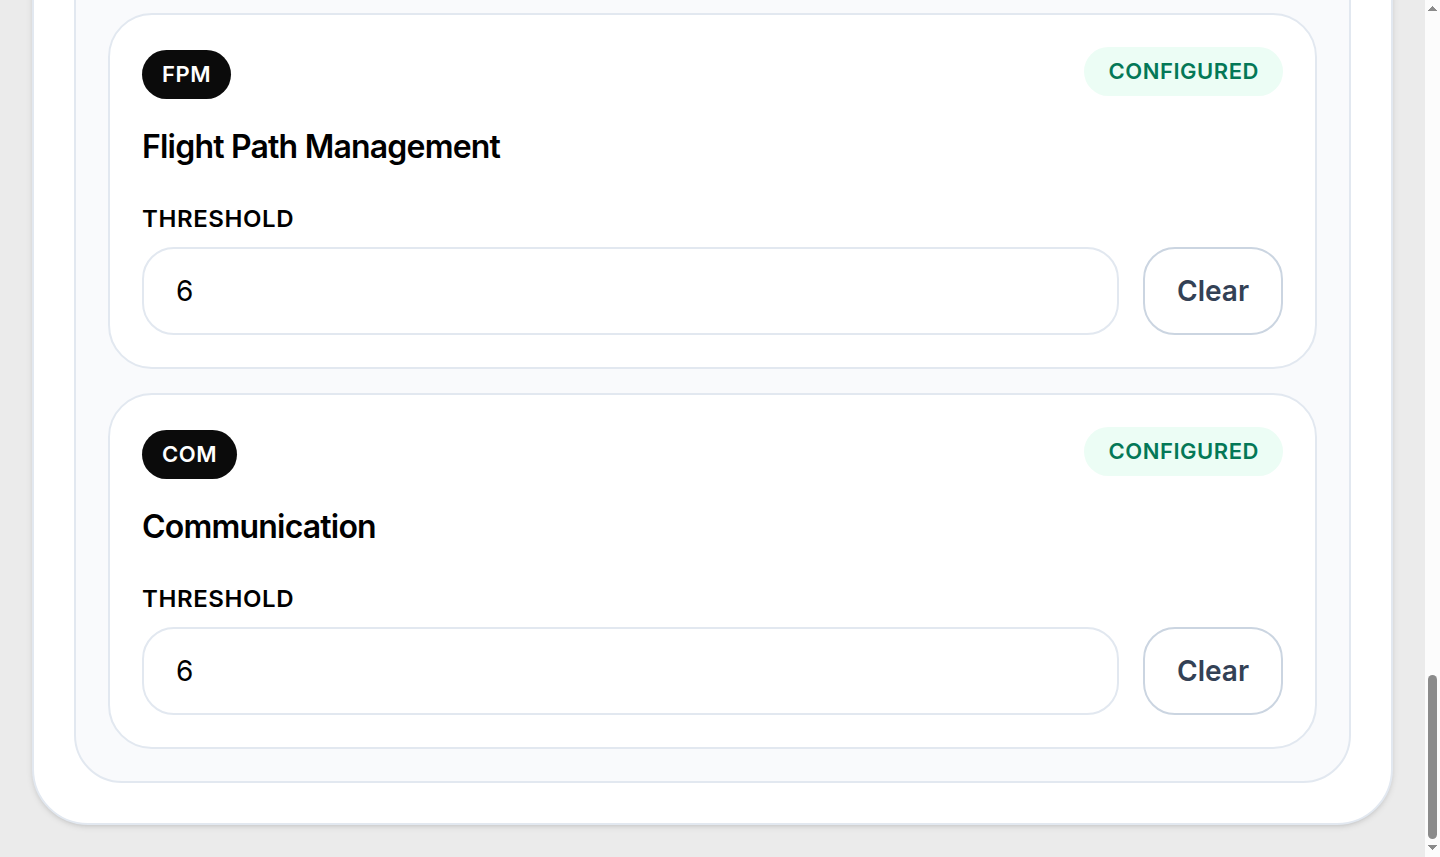 FPM
CONFIGURED
Flight Path Management
THRESHOLD
6
Clear
COM
CONFIGURED
Communication
THRESHOLD
6
Clear